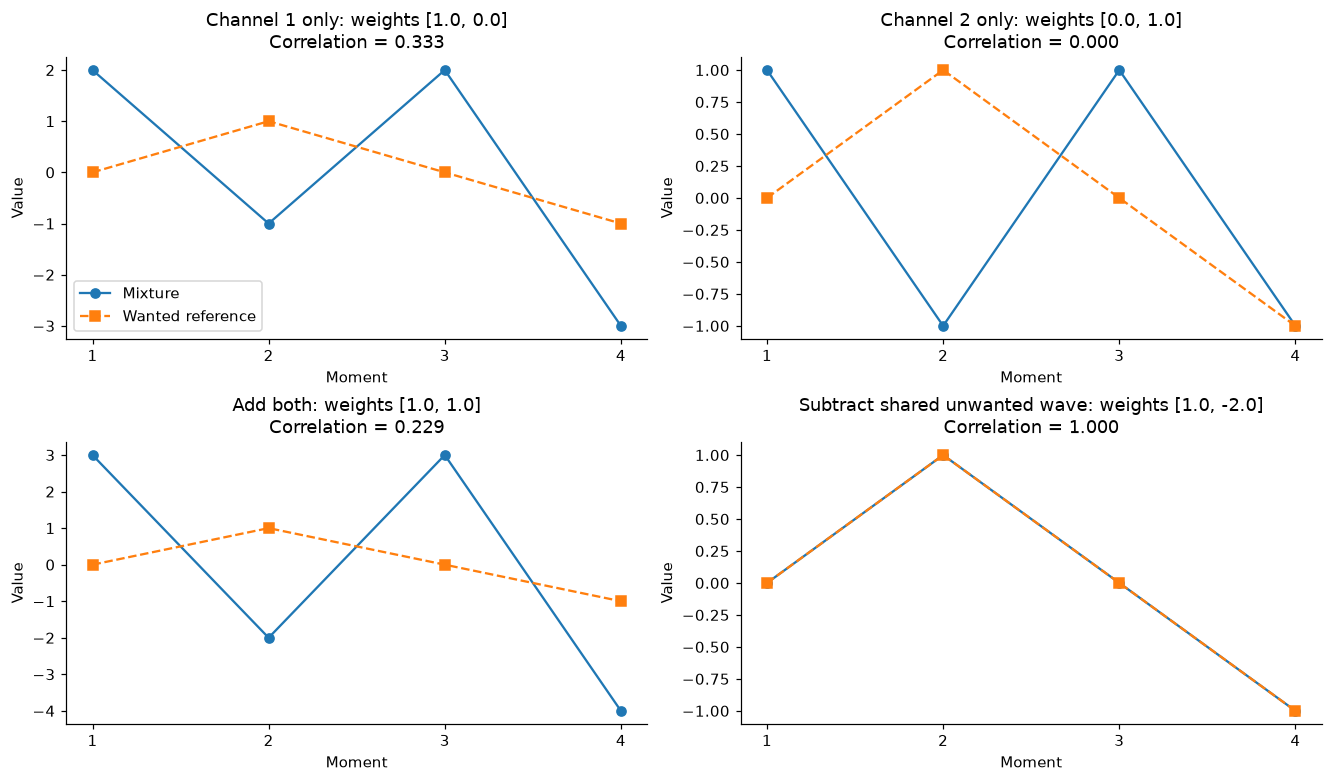 Channel 1 only: weights [1.0, 0.0]
Correlation = 0.333
Value
2
1
0
−1
−2
−3
Mixture
Wanted reference
1 2 3 4
Moment
Channel 2 only: weights [0.0, 1.0]
Correlation = 0.000
Value
1.00
0.75
0.50
0.25
0.00
−0.25
−0.50
−0.75
−1.00
1 2 3 4
Moment
Add both: weights [1.0, 1.0]
Correlation = 0.229
Value
3
2
1
0
−1
−2
−3
−4
1 2 3 4
Moment
Subtract shared unwanted wave: weights [1.0, -2.0]
Correlation = 1.000
Value
1.00
0.75
0.50
0.25
0.00
−0.25
−0.50
−0.75
−1.00
1 2 3 4
Moment